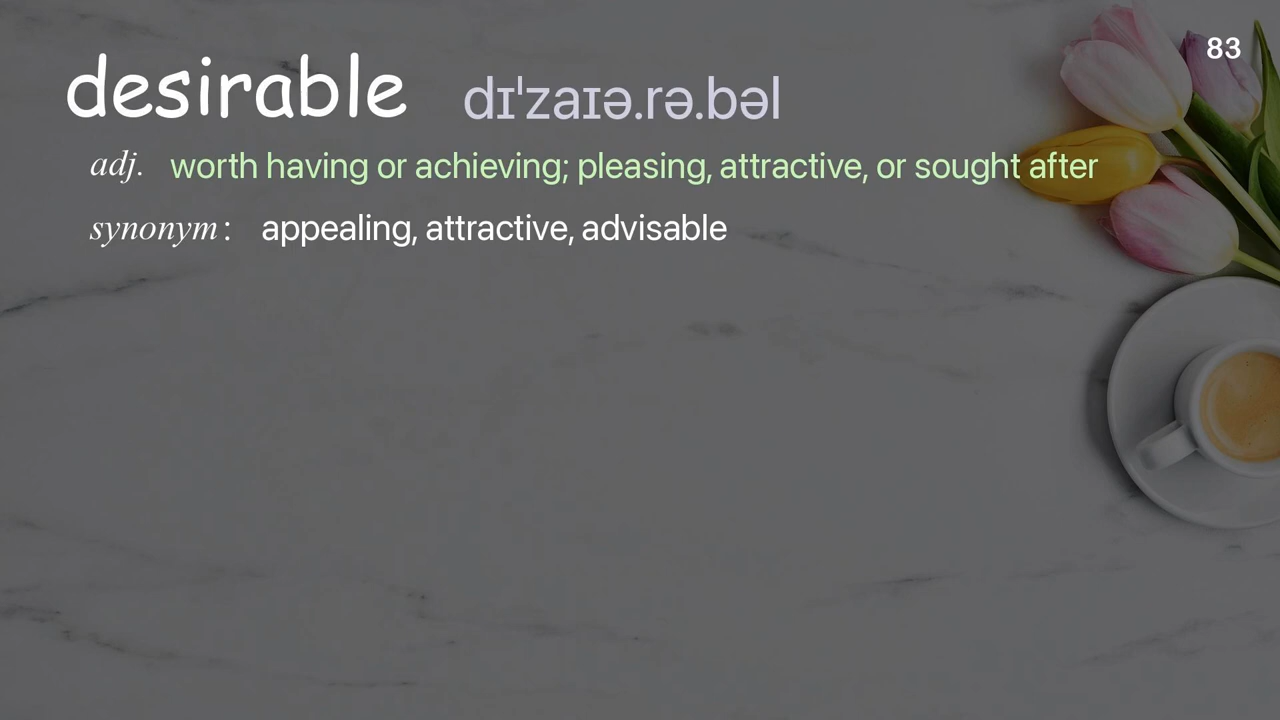 83
desirable dɪˈzaɪə.rə.bəl
adj. worth having or achieving; pleasing, attractive, or sought after
synonym: appealing, attractive, advisable